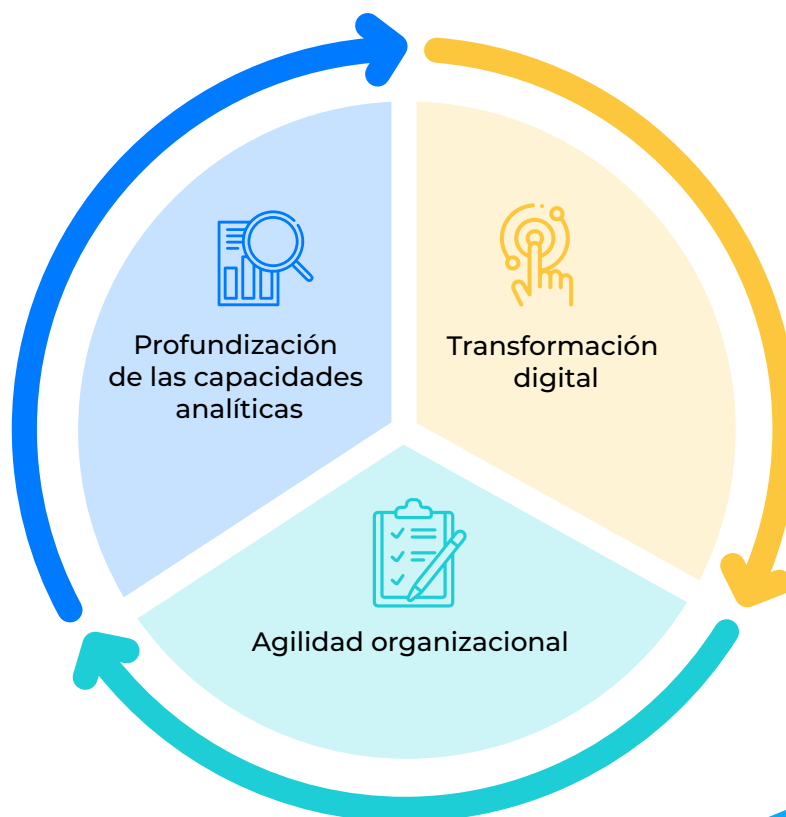 Profundización
de las capacidades
analíticas
Transformación
digital
Agilidad organizacional